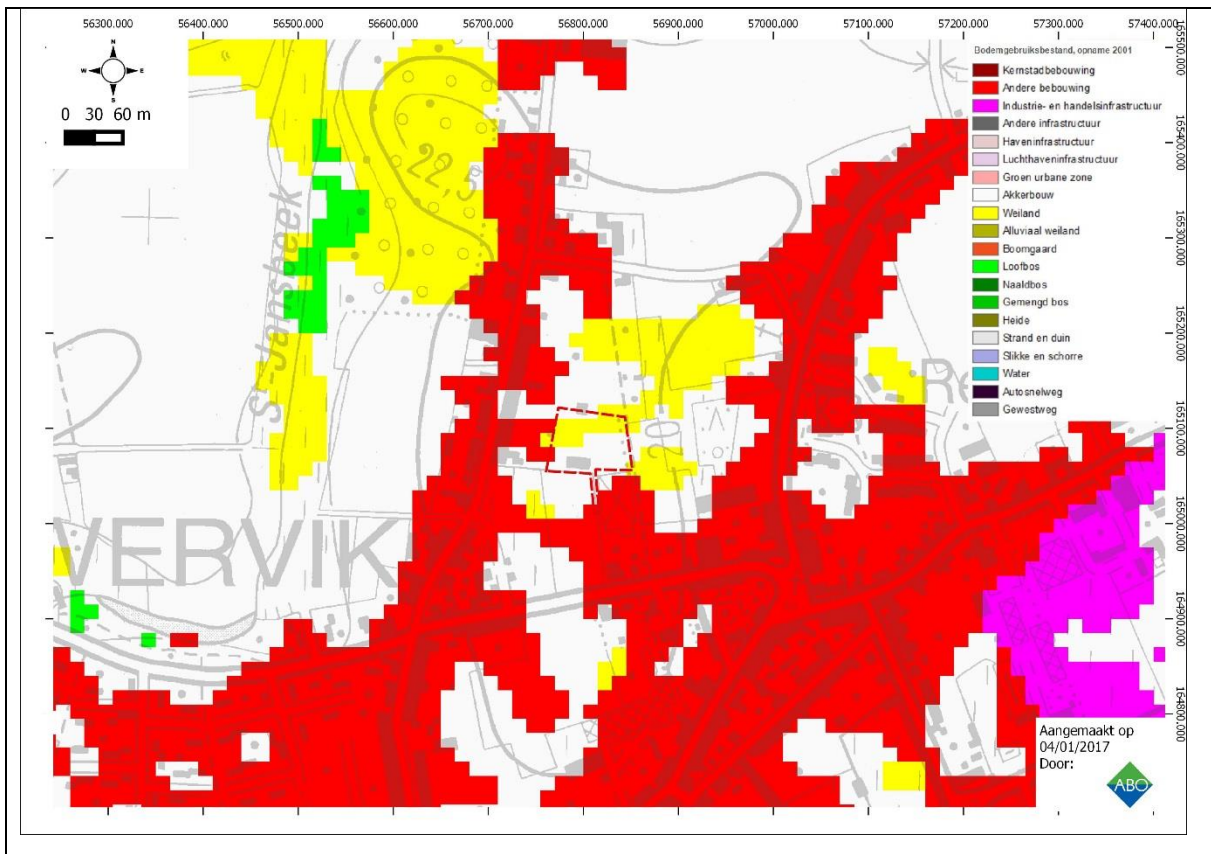 56300.000 56400.000 56500.000 56600.000 56700.000 56800.000 56900.000 57000.000 57100.000 57200.000 57300.000 57400.000
N
W E
S
0 30 60 m
Bodemgebruiksbestand, opname 2001
Kernstadbebouwing
Andere bebouwing
Industrie- en handelsinfrastructuur
Andere infrastructuur
Haveninfrastructuur
Luchthaveninfrastructuur
Groen urbane zone
Akkerbouw
Weiland
Alluviaal weiland
Boomgaard
Loofbos
Naaldbos
Gemengd bos
Heide
Strand en duin
Slikke en schorre
Water
Autosnelweg
Gewestweg
165500.000
165400.000
165300.000
165200.000
165100.000
165000.000
164900.000
164800.000
22,5
St-Jansbeek
20
VERVIK
Aangemaakt op
04/01/2017
Door:
ABO